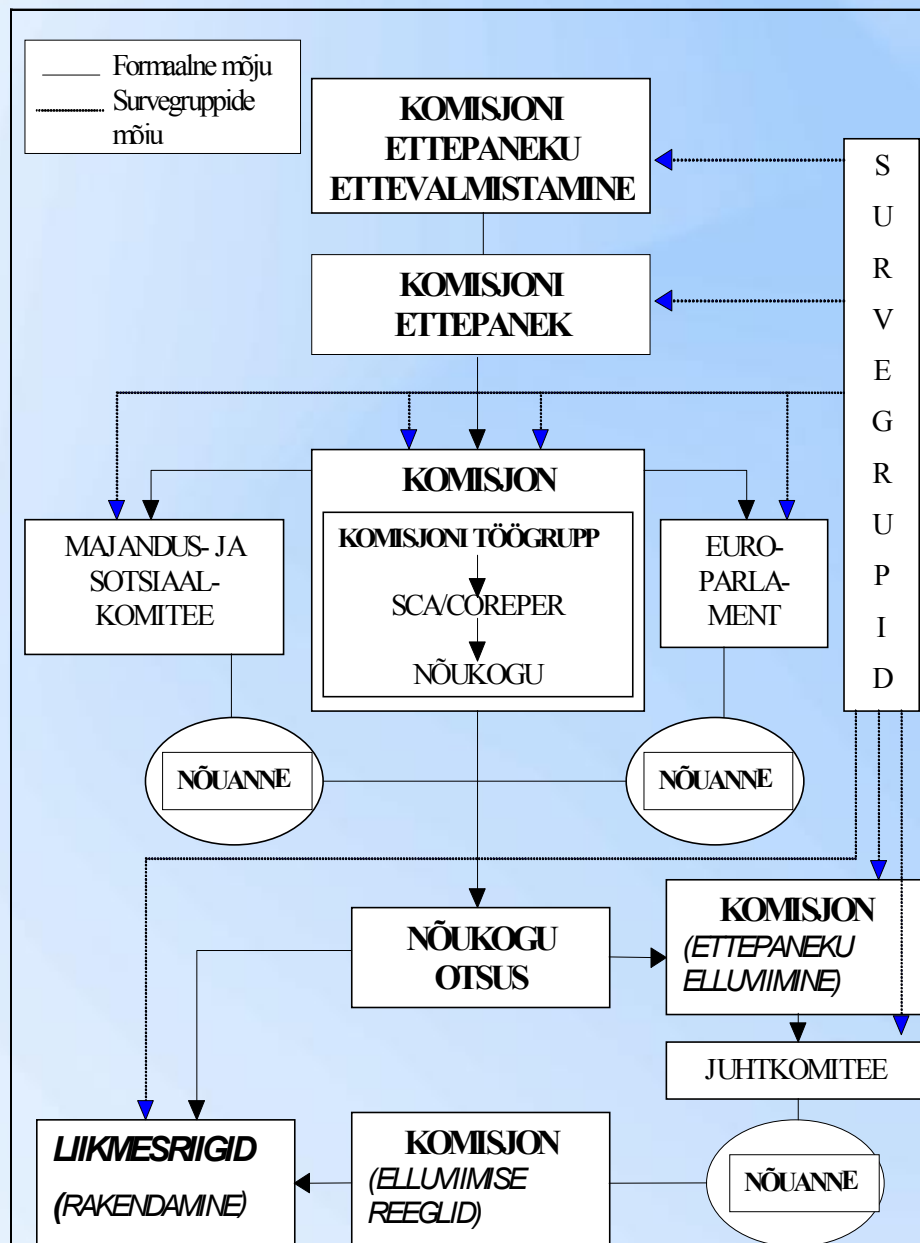 Formaalne mõju
Survegruppide
mõju
KOMISJONI
ETTEPANEKU
ETTEVALMISTAMINE
S
U
R
V
E
G
R
U
P
I
D
KOMISJONI
ETTEPANEK
KOMISJON
KOMISJONI TÖÖGRUPP
SCA/COREPER
NÕUKOGU
MAJANDUS- JA
SOTSIAAL-
KOMITEE
EURO-
PARLA-
MENT
NÕUANNE
NÕUANNE
NÕUKOGU
OTSUS
KOMISJON
(ETTEPANEKU
ELLUVIIMINE)
JUHTKOMITEE
LIIKMESRIIGID
(RAKENDAMINE)
KOMISJON
(ELLUVIIMISE
REEGLID)
NÕUANNE